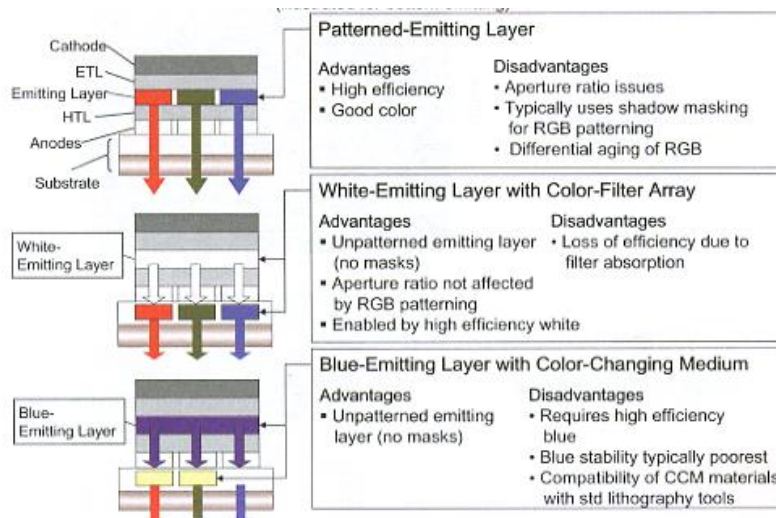 (illustrated for bottom emitting)
Cathode
ETL
Emitting Layer
HTL
Anodes
Substrate
Patterned-Emitting Layer
Advantages
▪ High efficiency
▪ Good color
Disadvantages
• Aperture ratio issues
• Typically uses shadow masking
for RGB patterning
• Differential aging of RGB
White-
Emitting Layer
White-Emitting Layer with Color-Filter Array
Advantages
▪ Unpatterned emitting layer
(no masks)
▪ Aperture ratio not affected
by RGB patterning
▪ Enabled by high efficiency white
Disadvantages
• Loss of efficiency due to
filter absorption
Blue-
Emitting Layer
Blue-Emitting Layer with Color-Changing Medium
Advantages
▪ Unpatterned emitting
layer (no masks)
Disadvantages
• Requires high efficiency
blue
• Blue stability typically poorest
• Compatibility of CCM materials
with std lithography tools